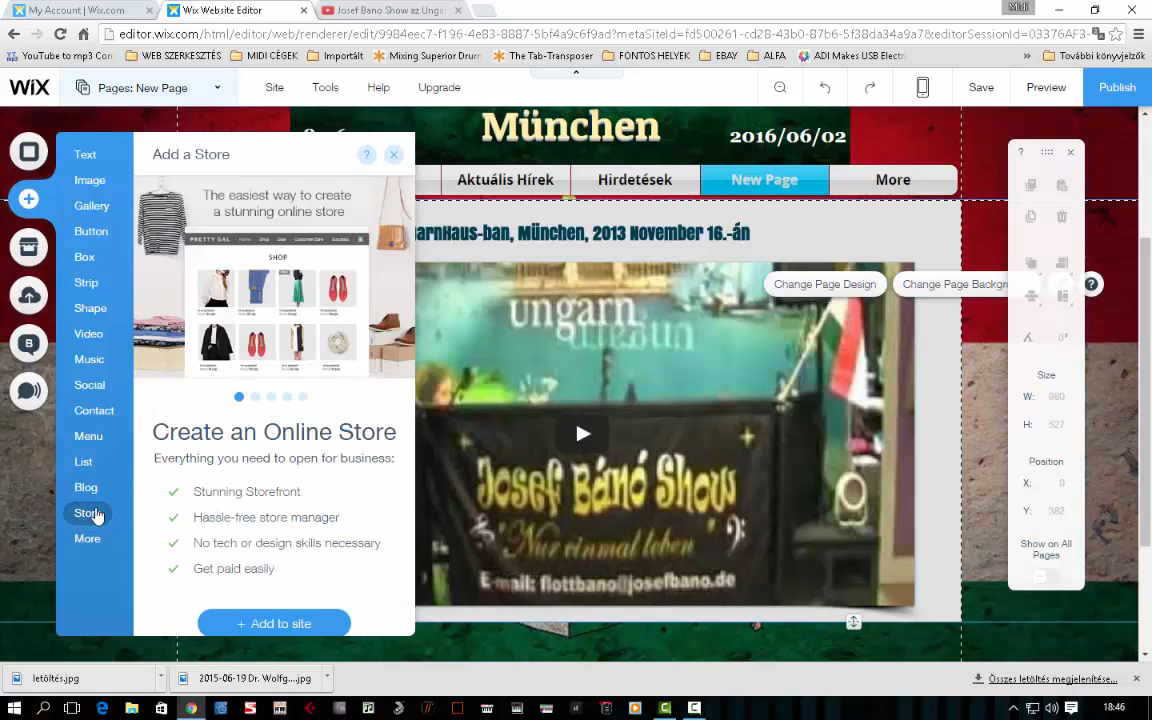 My Account | Wix.com
Wix Website Editor
Josef Bano Show az Ungar
Midi
editor.wix.com/html/editor/web/renderer/edit/9984eec7-f196-4e83-8887-5bf4a9c6f9ad?metaSiteId=fd500261-cd28-43b0-87b6-5f38da34a9a7&editorSessionId=03376AF3-
YouTube to mp3 Con
WEB SZERKESZTÉS
MIDI CÉGEK
Importált
Mixing Superior Drum
The Tab-Transposer
FONTOS HELYEK
EBAY
ALFA
ADI Makes USB Electr
»
További könyvjelzők
WiX
Pages: New Page
Site
Tools
Help
Upgrade
Save
Preview
Publish
München
2016/06/02
Aktuális Hírek
Hirdetések
New Page
More
Text
Image
Gallery
Button
Box
Strip
Shape
Video
Music
Social
Contact
Menu
List
Blog
Store
More
Add a Store
?
The easiest way to create
a stunning online store
PRETTY GAL
SHOP
Create an Online Store
Everything you need to open for business:
Stunning Storefront
Hassle-free store manager
No tech or design skills necessary
Get paid easily
+ Add to site
arnHaus-ban, München, 2013 November 16.-án
Change Page Design
Change Page Backgr
?
ungarn
Josef Bánó Show
"Nur einmal leben"
E-mail: flottbano@josefbano.de
?
0°
Size
W: 980
H: 527
Position
X: 0
Y: 382
Show on All
Pages
letöltés.jpg
2015-06-19 Dr. Wolfg....jpg
Összes letöltés megjelenítése...
18:46